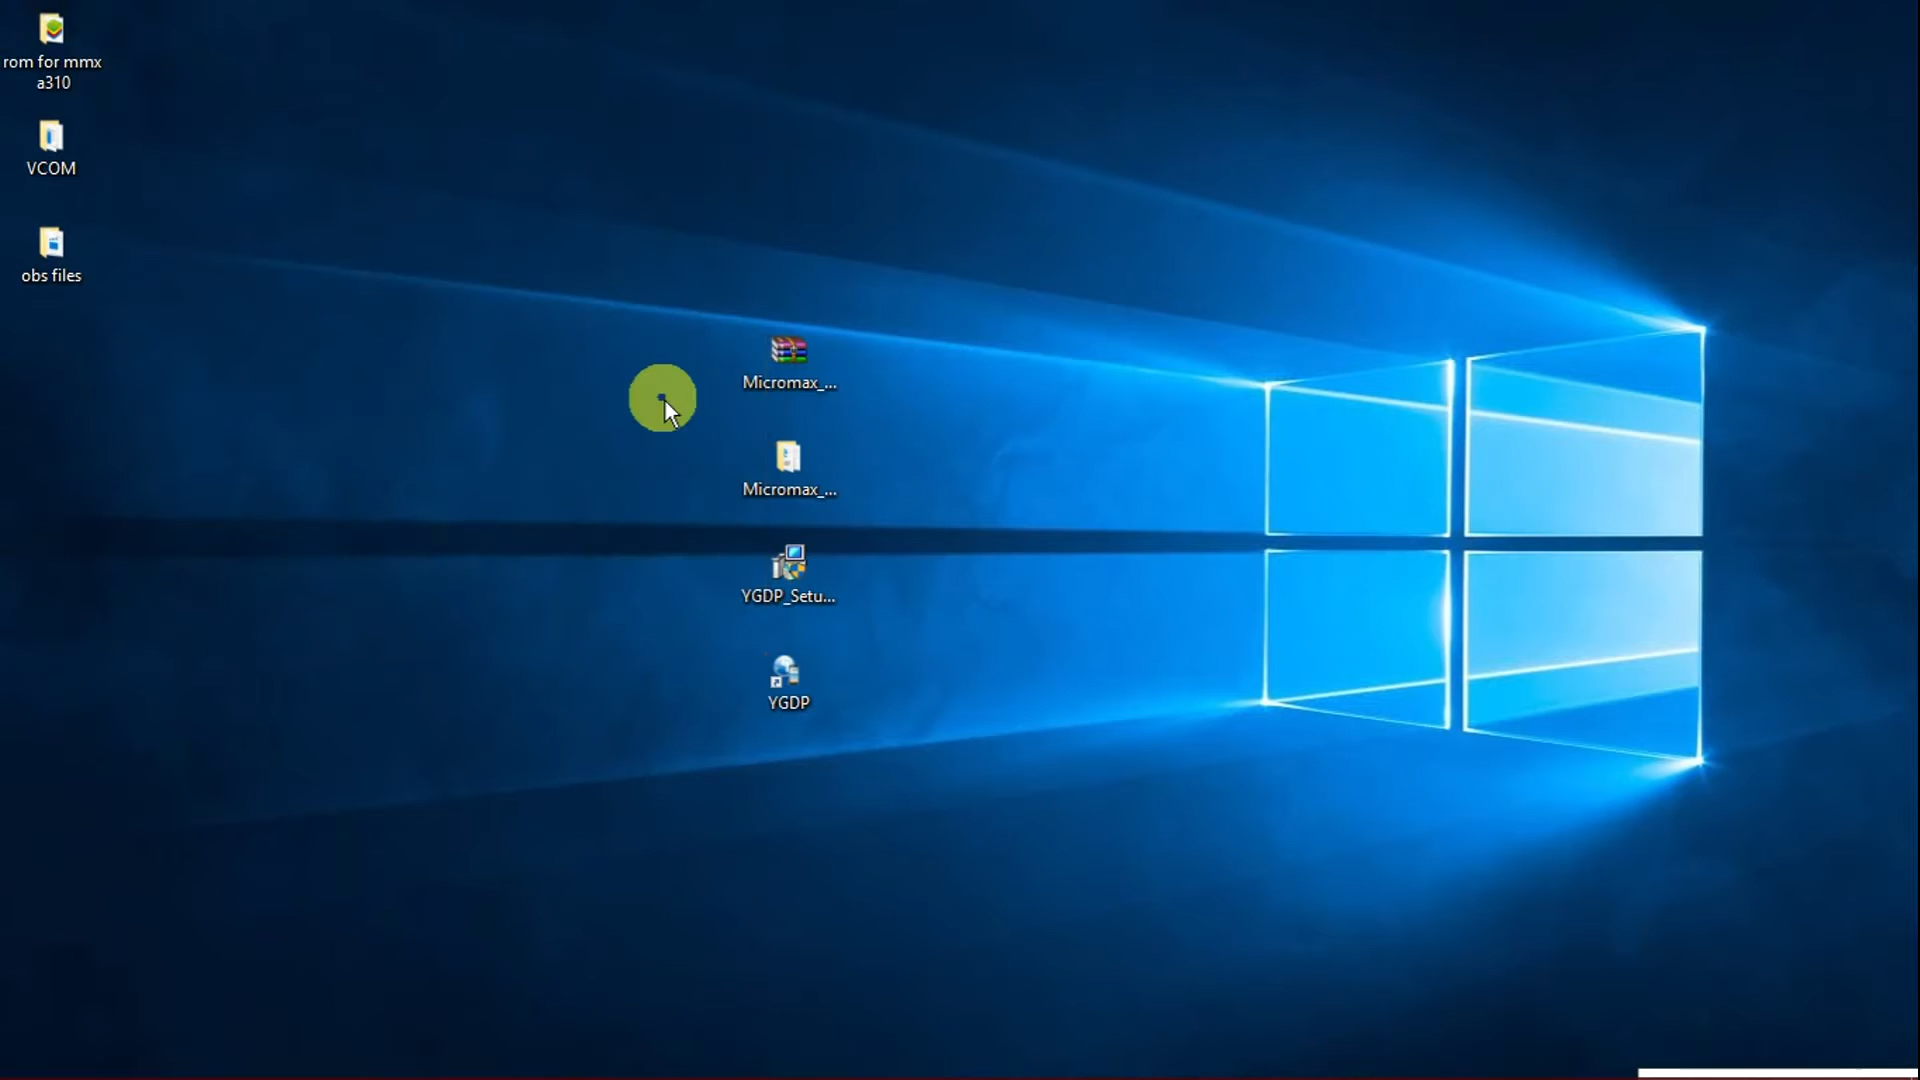 rom for mmx
a310
VCOM
obs files
Micromax_...
Micromax_...
YGDP_Setu...
YGDP